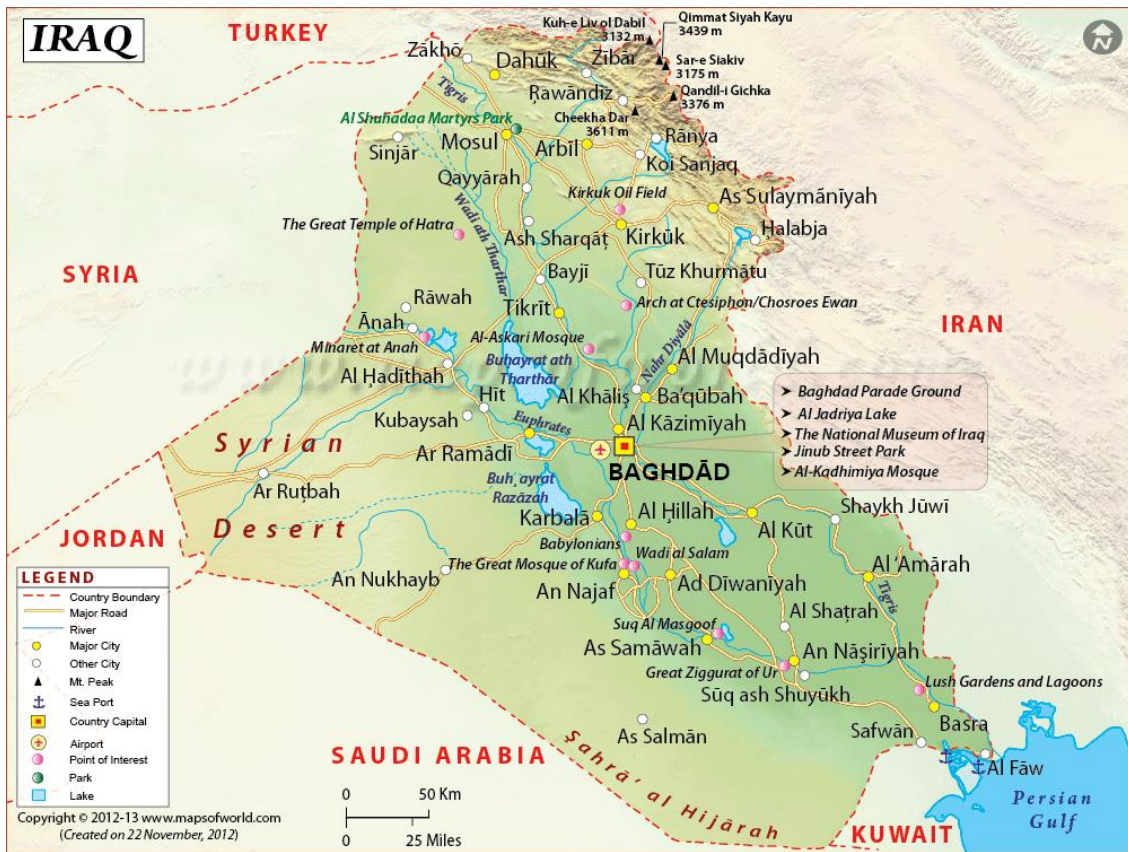 IRAQ
TURKEY
SYRIA
JORDAN
IRAN
SAUDI ARABIA
KUWAIT
Persian
Gulf
Kuh-e Liv ol Dabil
3132 m
Qimmat Siyah Kayu
3439 m
Sar-e Siakiv
3175 m
Qandil-i Gichka
3376 m
Cheekha Dar
3611 m
N
Zākhō
Dahūk
Zībār
Tigris
Ŗawāndiz
Al Shuhadaa Martyrs Park
Sinjār
Mosul
Arbīl
Rānya
Koi Sanjaq
Qayyārah
Kirkuk Oil Field
As Sulaymānīyah
The Great Temple of Hatra
Wadi ath Tharthar
Ash Sharqāţ
Kirkūk
Ḩalabja
Bayjī
Tūz Khurmātu
Rāwah
Tikrīt
Arch at Ctesiphon/Chosroes Ewan
Ānah
Minaret at Anah
Al-Askari Mosque
Nahr Diyālā
Al Muqdādīyah
Al Ḩadīthah
Buhayrat ath
Tharthār
Al Khāliş
Ba'qūbah
Hīt
Kubaysah
Euphrates
Al Kāzimīyah
Syrian
Desert
Ar Ramādī
BAGHDĀD
Baghdad Parade Ground
Al Jadriya Lake
The National Museum of Iraq
Jinub Street Park
Al-Kadhimiya Mosque
Ar Ruţbah
Buh¸ayrat
Razāzah
Karbalā
Al Ḩillah
Al Kūt
Shaykh Jūwī
Babylonians
Wadi al Salam
The Great Mosque of Kufa
An Nukhayb
An Najaf
Ad Dīwanīyah
Al 'Amārah
Tigris
Al Shaţrah
Suq Al Masgoof
As Samāwah
An Nāşirīyah
Great Ziggurat of Ur
Sūq ash Shuyūkh
Lush Gardens and Lagoons
Basra
Safwān
As Salmān
Al Fāw
Şahrā' al Hijārah
LEGEND
Country Boundary
Major Road
River
Major City
Other City
Mt. Peak
Sea Port
Country Capital
Airport
Point of Interest
Park
Lake
0 50 Km
0 25 Miles
Copyright © 2012-13 www.mapsofworld.com
(Created on 22 November, 2012)